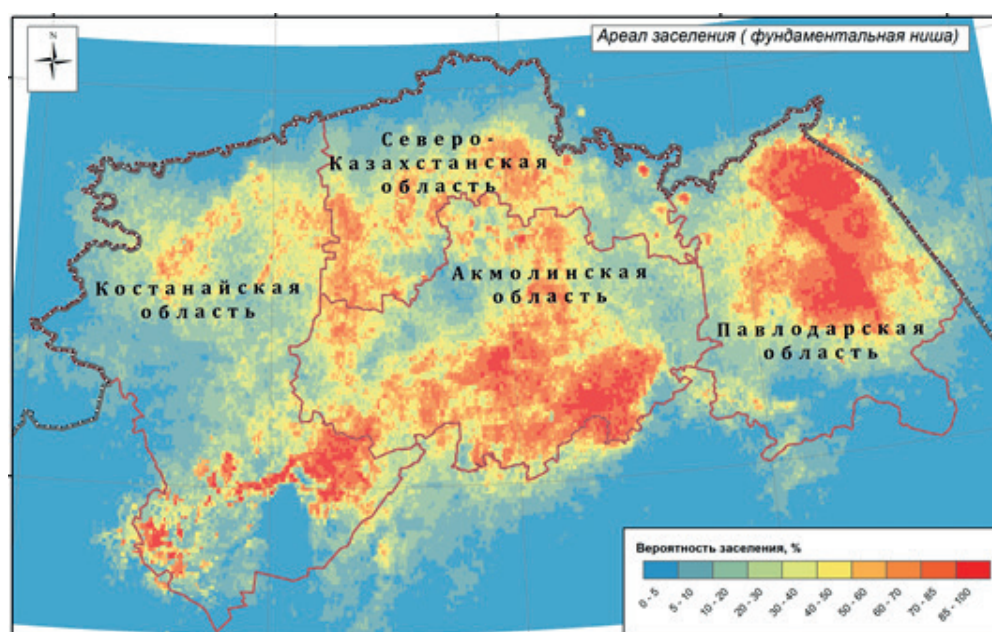 Ареал заселения ( фундаментальная ниша)
N
Северо-
Казахстанская
область
Акмолинская
область
Костанайская
область
Павлодарская
область
Вероятность заселения, %
0 - 5
5 - 10
10 - 20
20 - 30
30 - 40
40 - 50
50 - 60
60 - 70
70 - 85
85 - 100